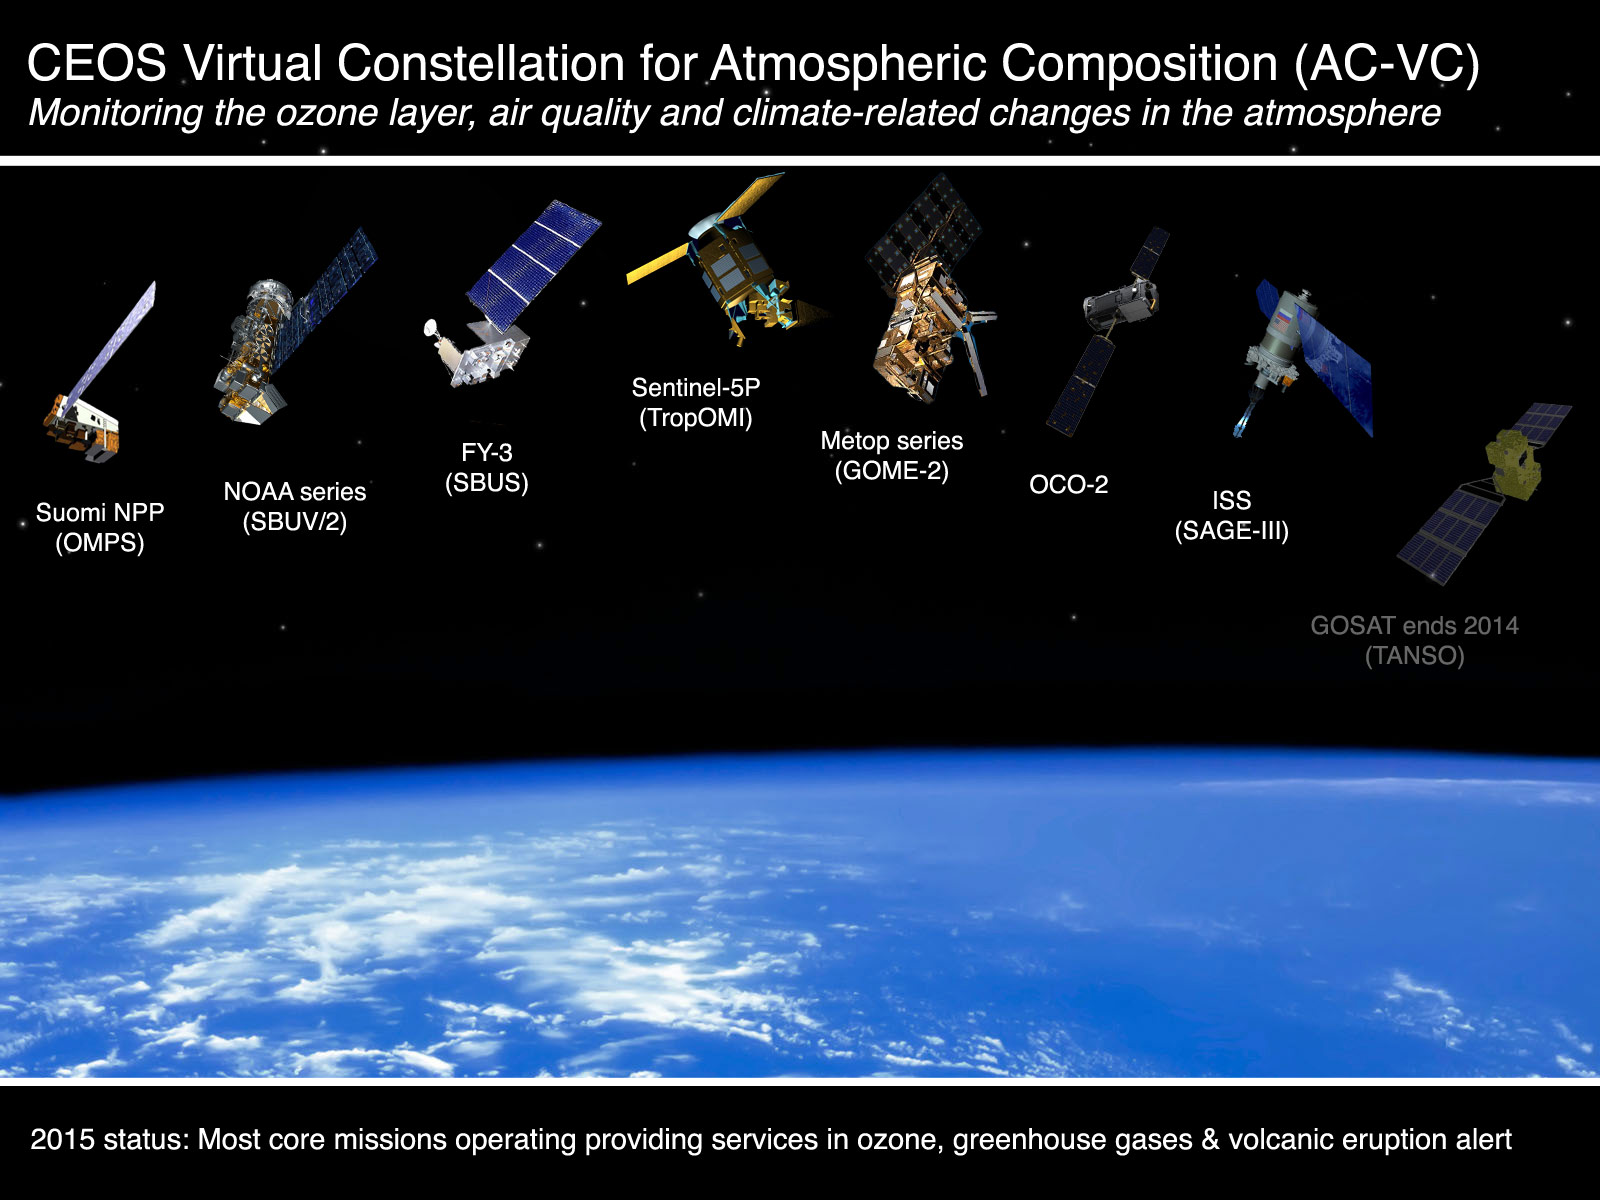 CEOS Virtual Constellation for Atmospheric Composition (AC-VC)
Monitoring the ozone layer, air quality and climate-related changes in the atmosphere
Suomi NPP
(OMPS)
NOAA series
(SBUV/2)
FY-3
(SBUS)
Sentinel-5P
(TropOMI)
Metop series
(GOME-2)
OCO-2
ISS
(SAGE-III)
GOSAT ends 2014
(TANSO)
2015 status: Most core missions operating providing services in ozone, greenhouse gases & volcanic eruption alert